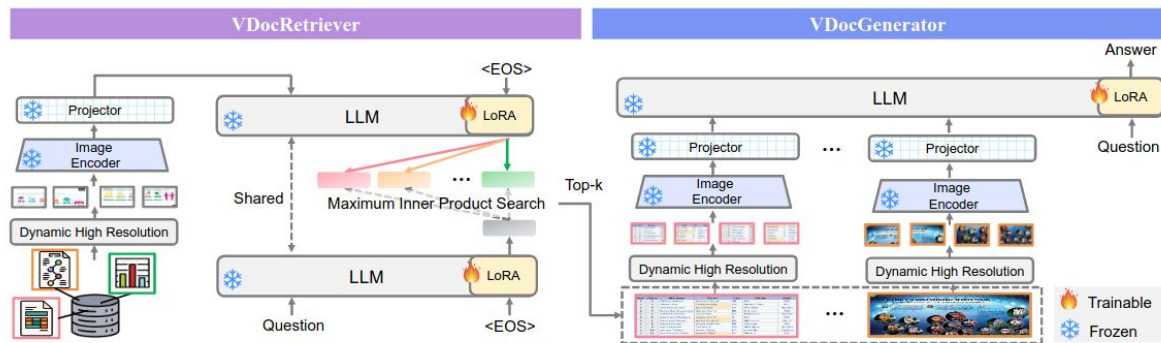 VDocRetriever
VDocGenerator
<EOS>
Projector
LLM
LoRA
Image
Encoder
Shared
...
Maximum Inner Product Search
Dynamic High Resolution
LLM
LoRA
Question
<EOS>
Top-k
Answer
LLM
LoRA
Projector
...
Projector
Question
Image
Encoder
Image
Encoder
Dynamic High Resolution
Dynamic High Resolution
...
Trainable
Frozen